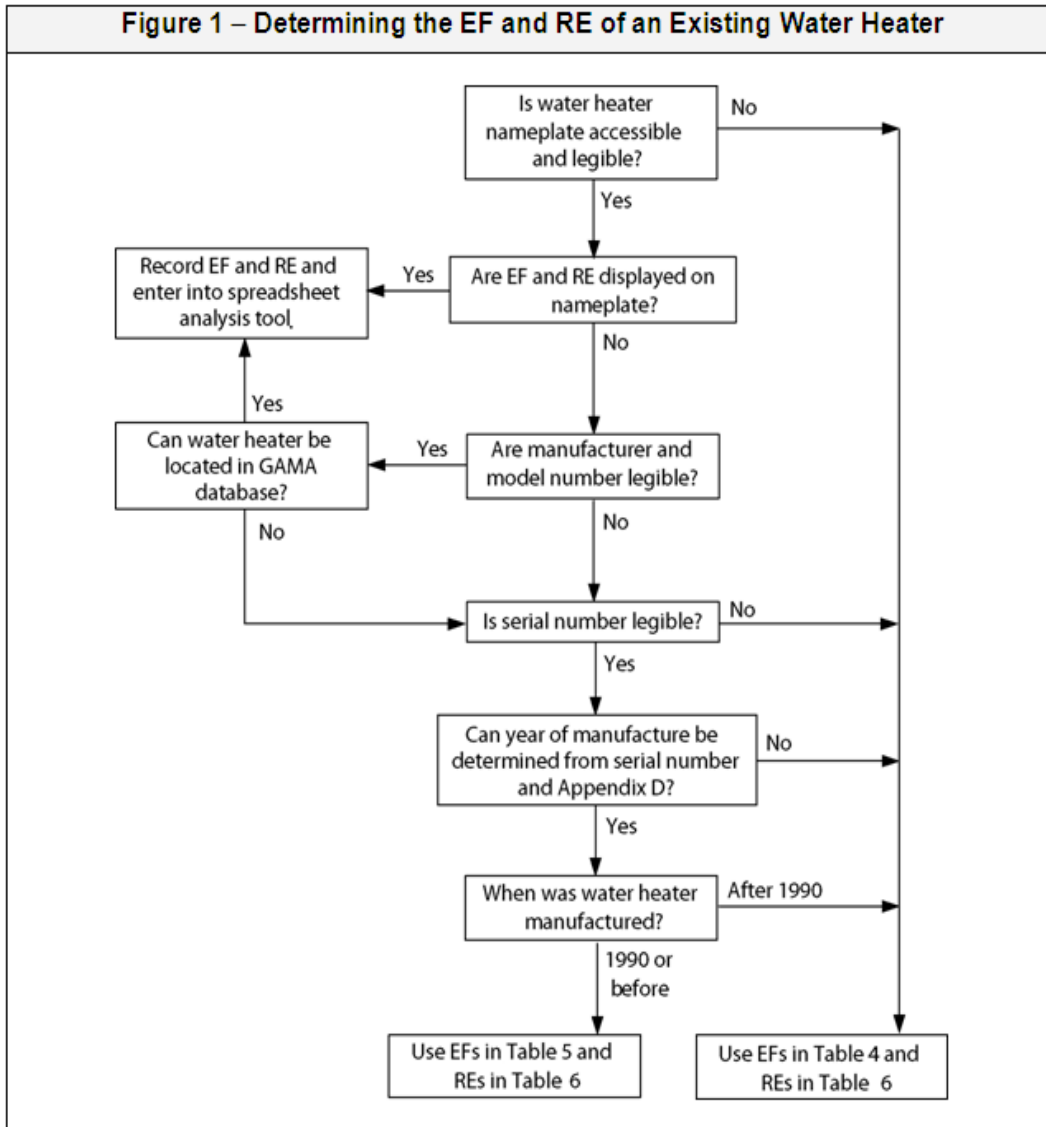 Figure 1 – Determining the EF and RE of an Existing Water Heater
Is water heater
nameplate accessible
and legible?
No
Yes
Record EF and RE and
enter into spreadsheet
analysis tool.
Yes
Are EF and RE displayed on
nameplate?
No
Yes
Can water heater be
located in GAMA
database?
Yes
Are manufacturer and
model number legible?
No
No
Is serial number legible?
No
Yes
Can year of manufacture be
determined from serial number
and Appendix D?
No
Yes
When was water heater
manufactured?
After 1990
1990 or
before
Use EFs in Table 5 and
REs in Table 6
Use EFs in Table 4 and
REs in Table 6